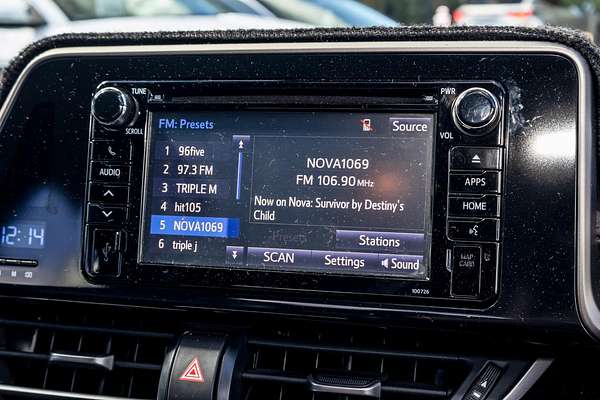 TUNE
SCROLL
AUDIO
12:14
FM: Presets
Source
1 96five
2 97.3 FM
3 TRIPLE M
4 hit105
5 NOVA1069
6 triple j
NOVA1069
FM 106.90 MHz
Now on Nova: Survivor by Destiny's
Child
Stations
SCAN
Settings
Sound
PWR
VOL
APPS
HOME
MAP
CARD
100726